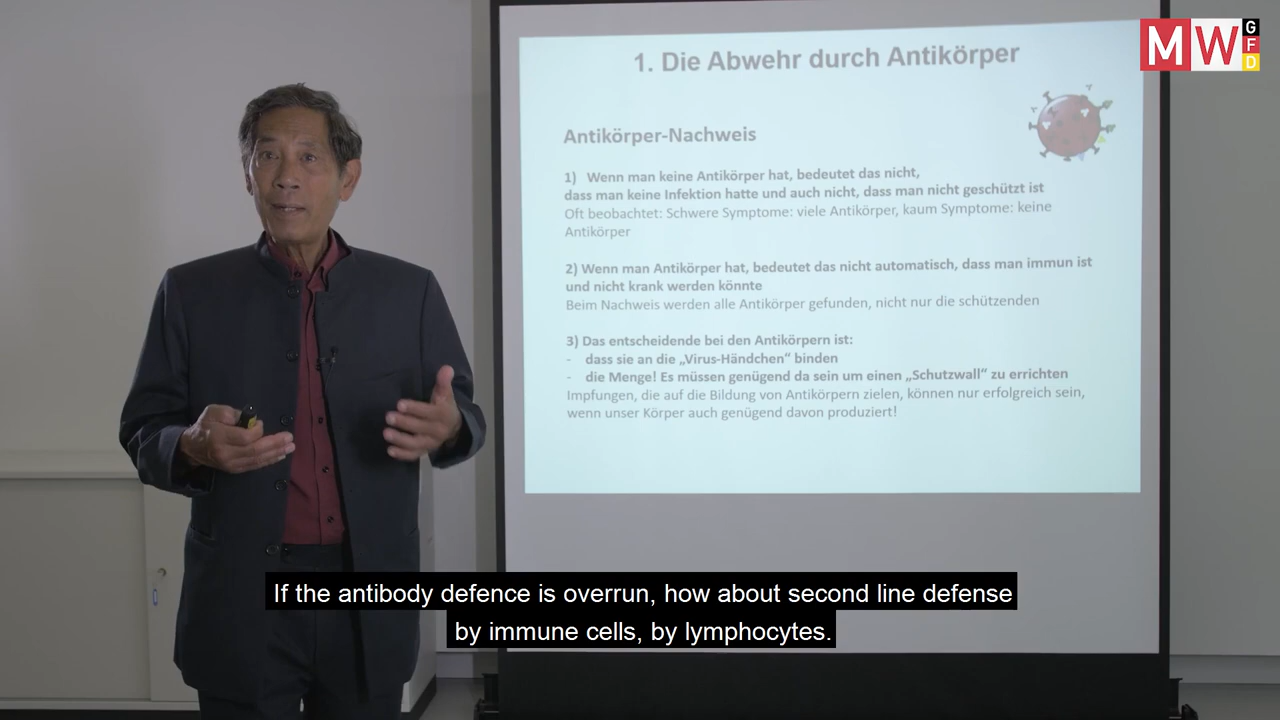 MW
G
F
D
1. Die Abwehr durch Antikörper
Antikörper-Nachweis
1) Wenn man keine Antikörper hat, bedeutet das nicht,
dass man keine Infektion hatte und auch nicht, dass man nicht geschützt ist
Oft beobachtet: Schwere Symptome: viele Antikörper, kaum Symptome: keine
Antikörper
2) Wenn man Antikörper hat, bedeutet das nicht automatisch, dass man immun ist
und nicht krank werden könnte
Beim Nachweis werden alle Antikörper gefunden, nicht nur die schützenden
3) Das entscheidende bei den Antikörpern ist:
- dass sie an die „Virus-Händchen“ binden
- die Menge! Es müssen genügend da sein um einen „Schutzwall“ zu errichten
Impfungen, die auf die Bildung von Antikörpern zielen, können nur erfolgreich sein,
wenn unser Körper auch genügend davon produziert!
If the antibody defence is overrun, how about second line defense
by immune cells, by lymphocytes.